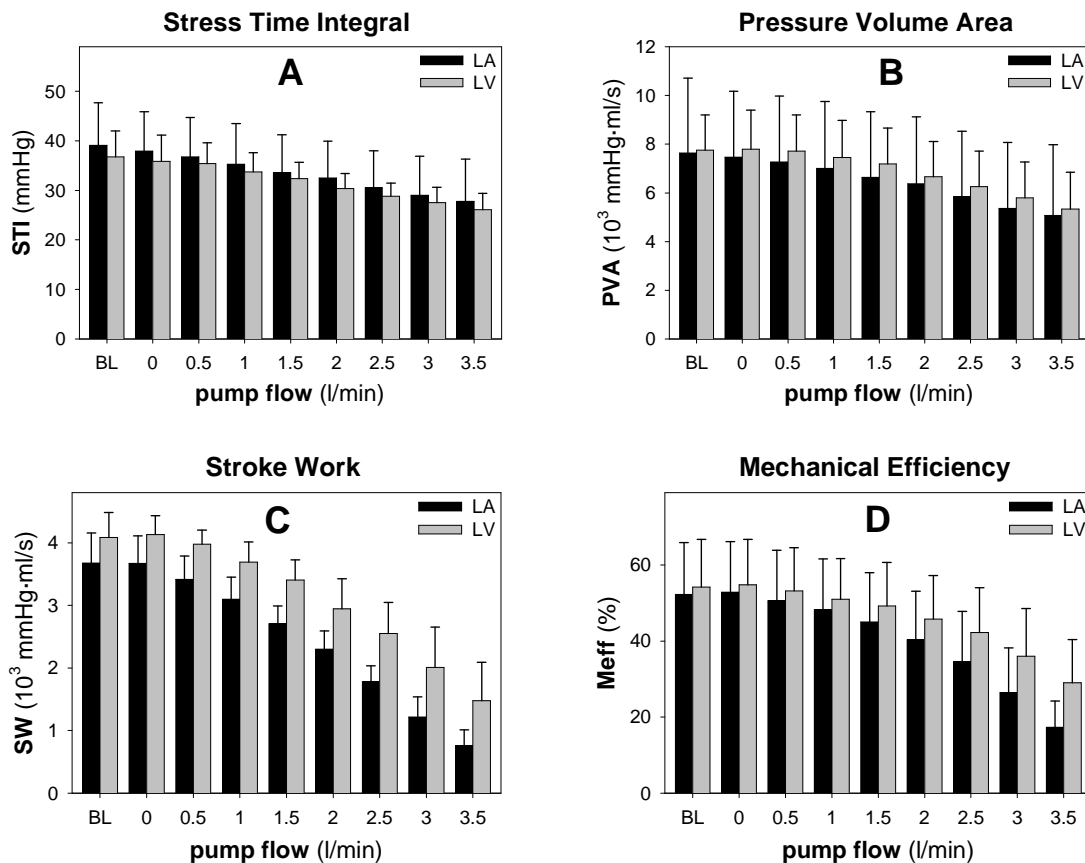 Stress Time Integral
A
LA
LV
50
40
30
20
10
0
STI (mmHg)
BL 0 0.5 1 1.5 2 2.5 3 3.5
pump flow (l/min)
Pressure Volume Area
B
LA
LV
12
10
8
6
4
2
0
PVA (10³ mmHg·ml/s)
BL 0 0.5 1 1.5 2 2.5 3 3.5
pump flow (l/min)
Stroke Work
C
LA
LV
4
3
2
1
0
SW (10³ mmHg·ml/s)
BL 0 0.5 1 1.5 2 2.5 3 3.5
pump flow (l/min)
Mechanical Efficiency
D
LA
LV
60
40
20
0
Meff (%)
BL 0 0.5 1 1.5 2 2.5 3 3.5
pump flow (l/min)